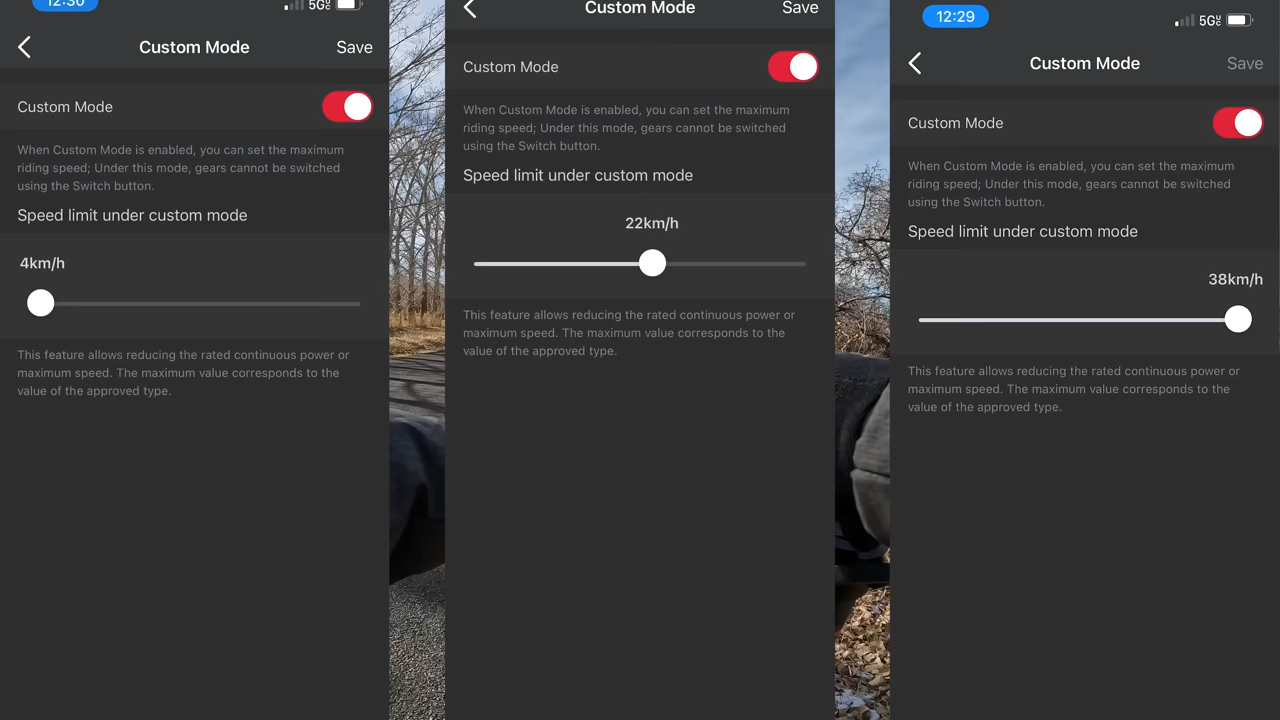 12:30
5G
Custom Mode
Save
Custom Mode
When Custom Mode is enabled, you can set the maximum
riding speed; Under this mode, gears cannot be switched
using the Switch button.
Speed limit under custom mode
4km/h
This feature allows reducing the rated continuous power or
maximum speed. The maximum value corresponds to the
value of the approved type.
Custom Mode
Save
Custom Mode
When Custom Mode is enabled, you can set the maximum
riding speed; Under this mode, gears cannot be switched
using the Switch button.
Speed limit under custom mode
22km/h
This feature allows reducing the rated continuous power or
maximum speed. The maximum value corresponds to the
value of the approved type.
12:29
5G
Custom Mode
Save
Custom Mode
When Custom Mode is enabled, you can set the maximum
riding speed; Under this mode, gears cannot be switched
using the Switch button.
Speed limit under custom mode
38km/h
This feature allows reducing the rated continuous power or
maximum speed. The maximum value corresponds to the
value of the approved type.